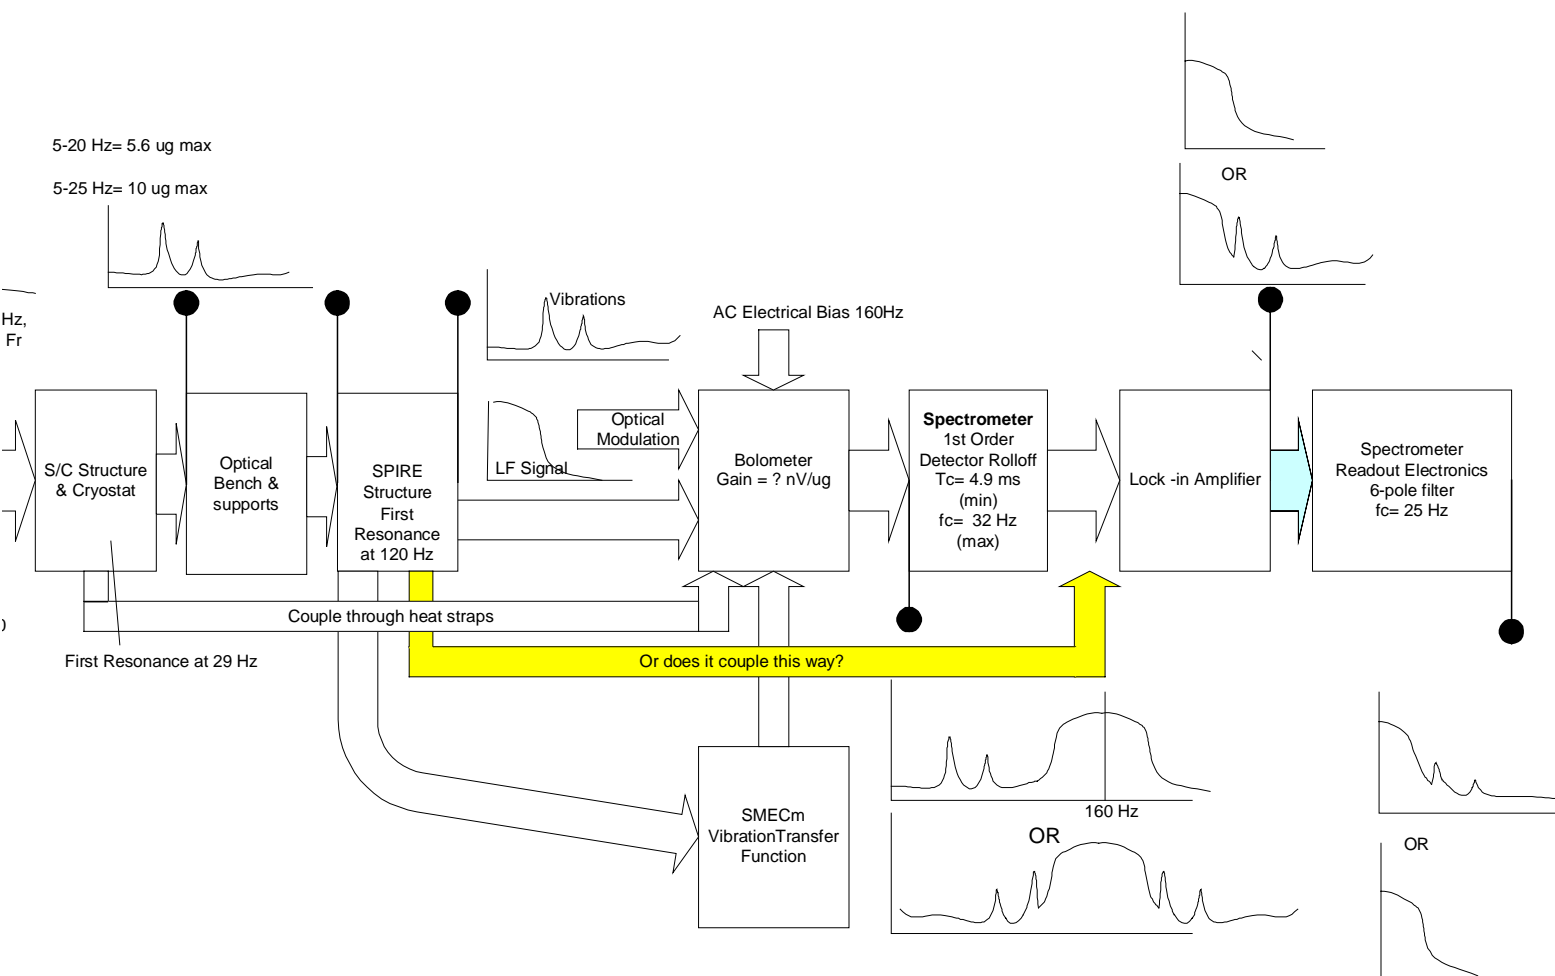 OR
5-20 Hz= 5.6 ug max
5-25 Hz= 10 ug max
Hz,
Fr
Vibrations
AC Electrical Bias 160Hz
S/C Structure
& Cryostat
Optical
Bench &
supports
SPIRE
Structure
First
Resonance
at 120 Hz
LF Signal
Optical
Modulation
Bolometer
Gain = ? nV/ug
Spectrometer
1st Order
Detector Rolloff
Tc= 4.9 ms
(min)
fc= 32 Hz
(max)
Lock -in Amplifier
Spectrometer
Readout Electronics
6-pole filter
fc= 25 Hz
Couple through heat straps
)
First Resonance at 29 Hz
Or does it couple this way?
160 Hz
OR
SMECm
VibrationTransfer
Function
OR